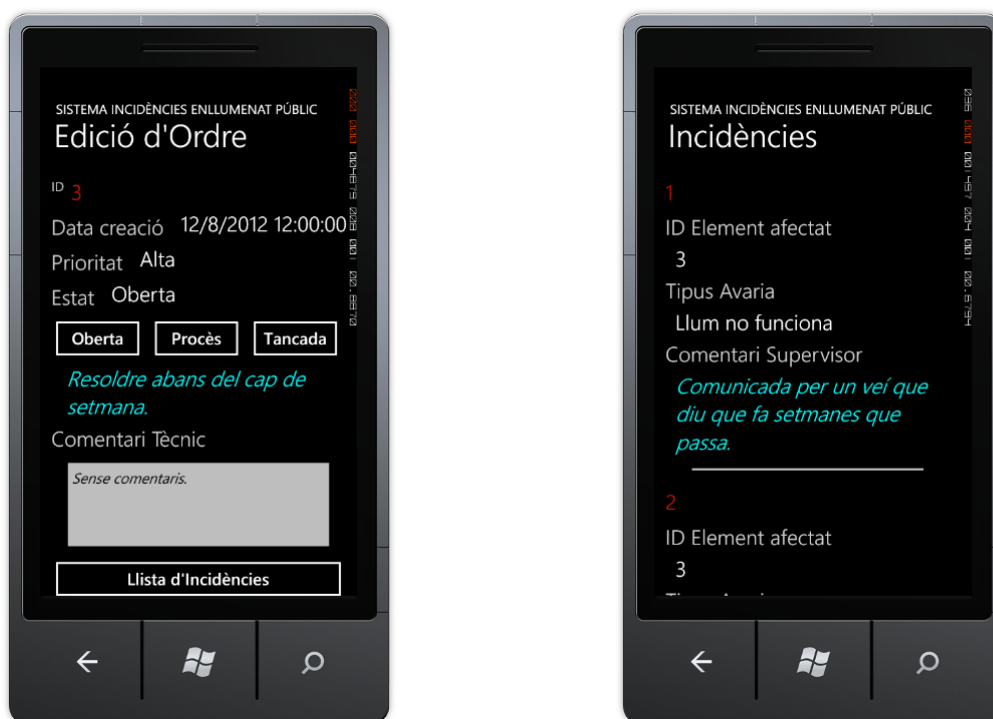 SISTEMA INCIDÈNCIES ENLLUMENAT PÚBLIC
Edició d'Ordre
ID 3
Data creació 12/8/2012 12:00:00
Prioritat Alta
Estat Oberta
Oberta Procès Tancada
Resoldre abans del cap de
setmana.
Comentari Tècnic
Sense comentaris.
Llista d'Incidències
SISTEMA INCIDÈNCIES ENLLUMENAT PÚBLIC
Incidències
1
ID Element afectat
3
Tipus Avaria
Llum no funciona
Comentari Supervisor
Comunicada per un veí que
diu que fa setmanes que
passa.
2
ID Element afectat
3